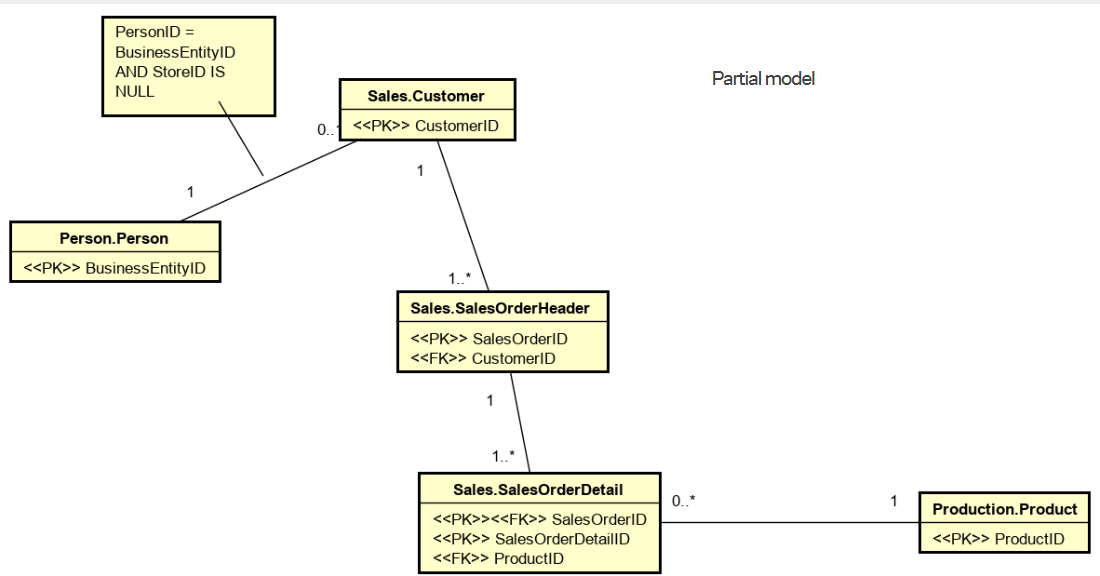 PersonID =
BusinessEntityID
AND StoreID IS
NULL
Partial model
Sales.Customer
<<PK>> CustomerID
0..
1
1
Person.Person
<<PK>> BusinessEntityID
1..*
Sales.SalesOrderHeader
<<PK>> SalesOrderID
<<FK>> CustomerID
1
1..*
Sales.SalesOrderDetail
<<PK>><<FK>> SalesOrderID
<<PK>> SalesOrderDetailID
<<FK>> ProductID
0..*
1
Production.Product
<<PK>> ProductID